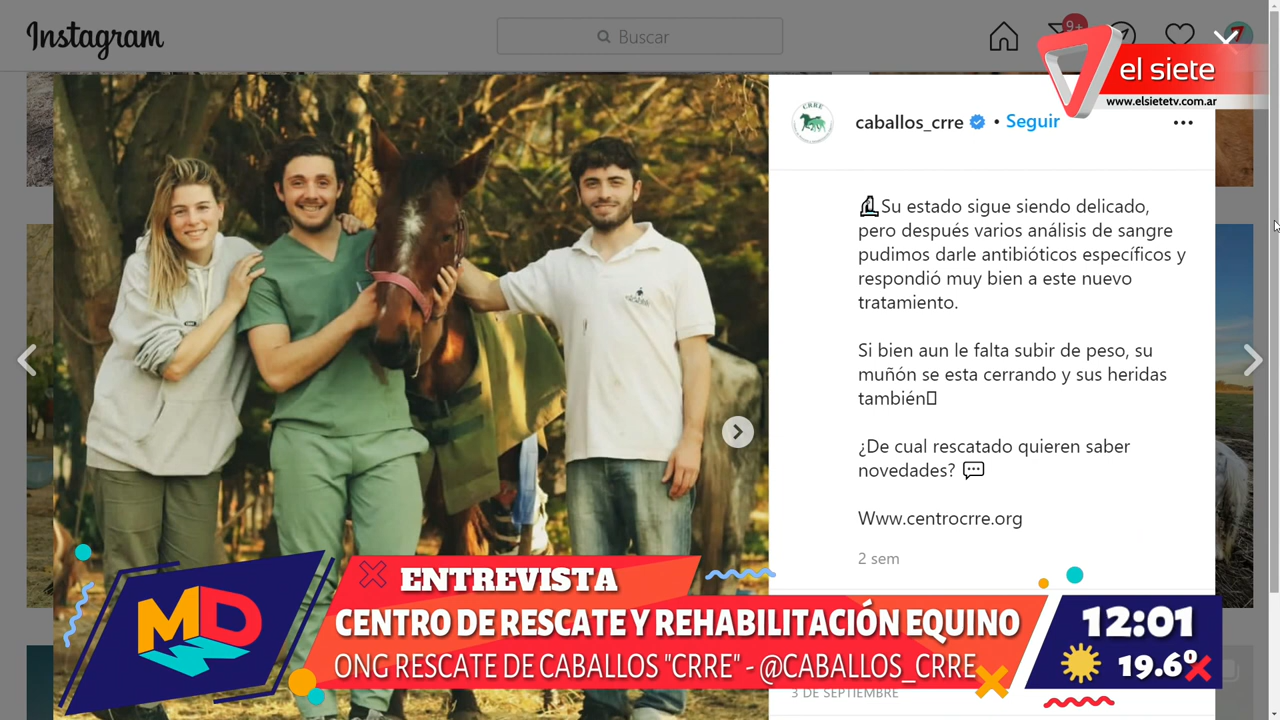 Instagram
Buscar
9+
el siete
www.elsietetv.com.ar
CRRE
caballos_crre • Seguir
Su estado sigue siendo delicado,
pero después varios análisis de sangre
pudimos darle antibióticos específicos y
respondió muy bien a este nuevo
tratamiento.
Si bien aun le falta subir de peso, su
muñón se esta cerrando y sus heridas
también
¿De cual rescatado quieren saber
novedades?
Www.centrocrre.org
2 sem
ENTREVISTA
MD
CENTRO DE RESCATE Y REHABILITACIÓN EQUINO
ONG RESCATE DE CABALLOS "CRRE" - @CABALLOS_CRRE
12:01
19.6º
3 DE SEPTIEMBRE